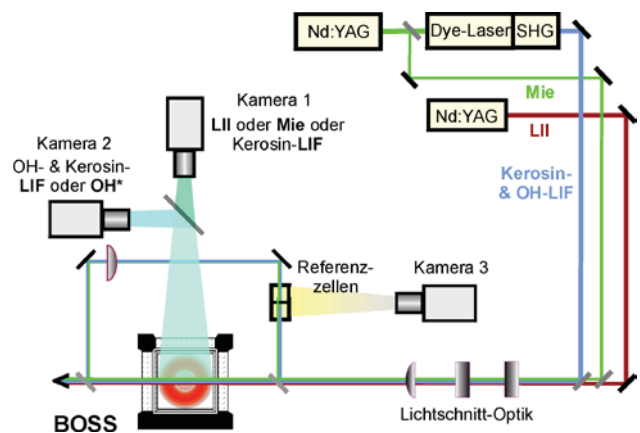 Nd:YAG
Dye-Laser
SHG
Mie
Nd:YAG
LII
Kamera 1
LII oder Mie oder
Kerosin-LIF
Kamera 2
OH- & Kerosin-
LIF oder OH*
Kerosin-
& OH-LIF
Referenz-
zellen
Kamera 3
Lichtschnitt-Optik
BOSS